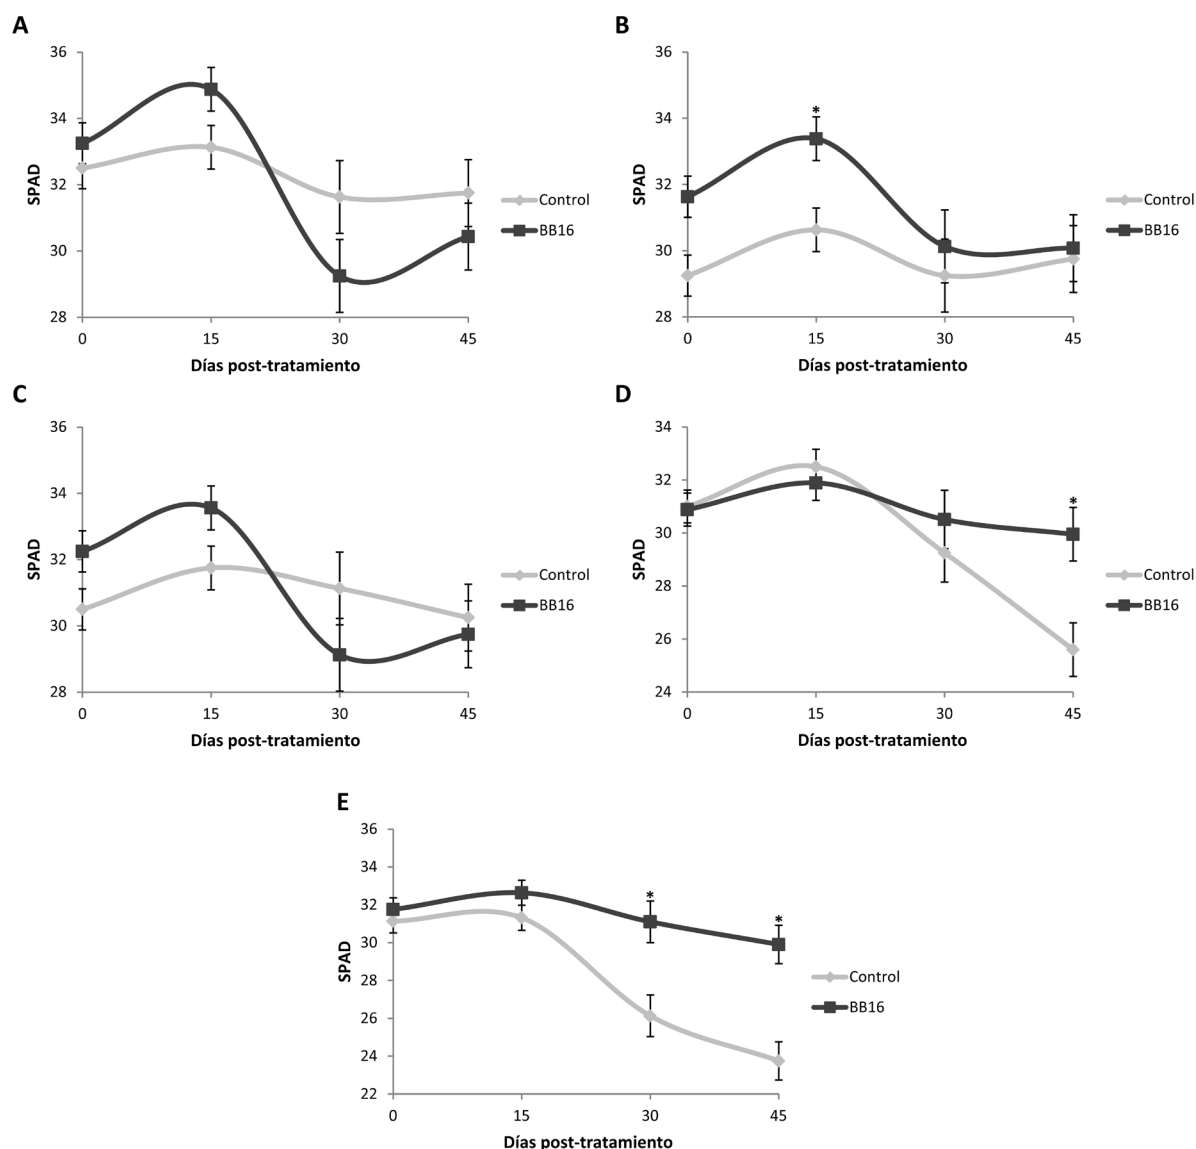 A
36
34
32
30
28
SPAD
0 15 30 45
Días post-tratamiento
Control
BB16
B
36
34
32
30
28
SPAD
*
0 15 30 45
Días post-tratamiento
Control
BB16
C
36
34
32
30
28
SPAD
0 15 30 45
Días post-tratamiento
Control
BB16
D
34
32
30
28
26
24
SPAD
*
0 15 30 45
Días post-tratamiento
Control
BB16
E
36
34
32
30
28
26
24
22
SPAD
* *
0 15 30 45
Días post-tratamiento
Control
BB16